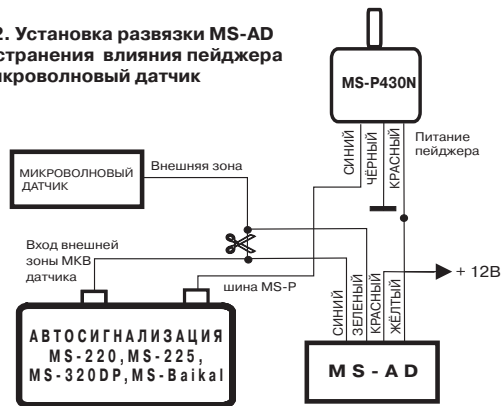 2. Установка развязки MS-AD
странения влияния пейджера
икроволновый датчик
MS-P430N
СИНИЙ
ЧЁРНЫЙ
КРАСНЫЙ
Питание
пейджера
МИКРОВОЛНОВЫЙ
ДАТЧИК
Внешняя зона
Вход внешней
зоны МКВ
датчика
шина MS-P
+ 12В
СИНИЙ
ЗЕЛЕНЫЙ
КРАСНЫЙ
ЖЁЛТЫЙ
АВТОСИГНАЛИЗАЦИЯ
MS-220, MS-225,
MS-320DP, MS-Baikal
MS-AD